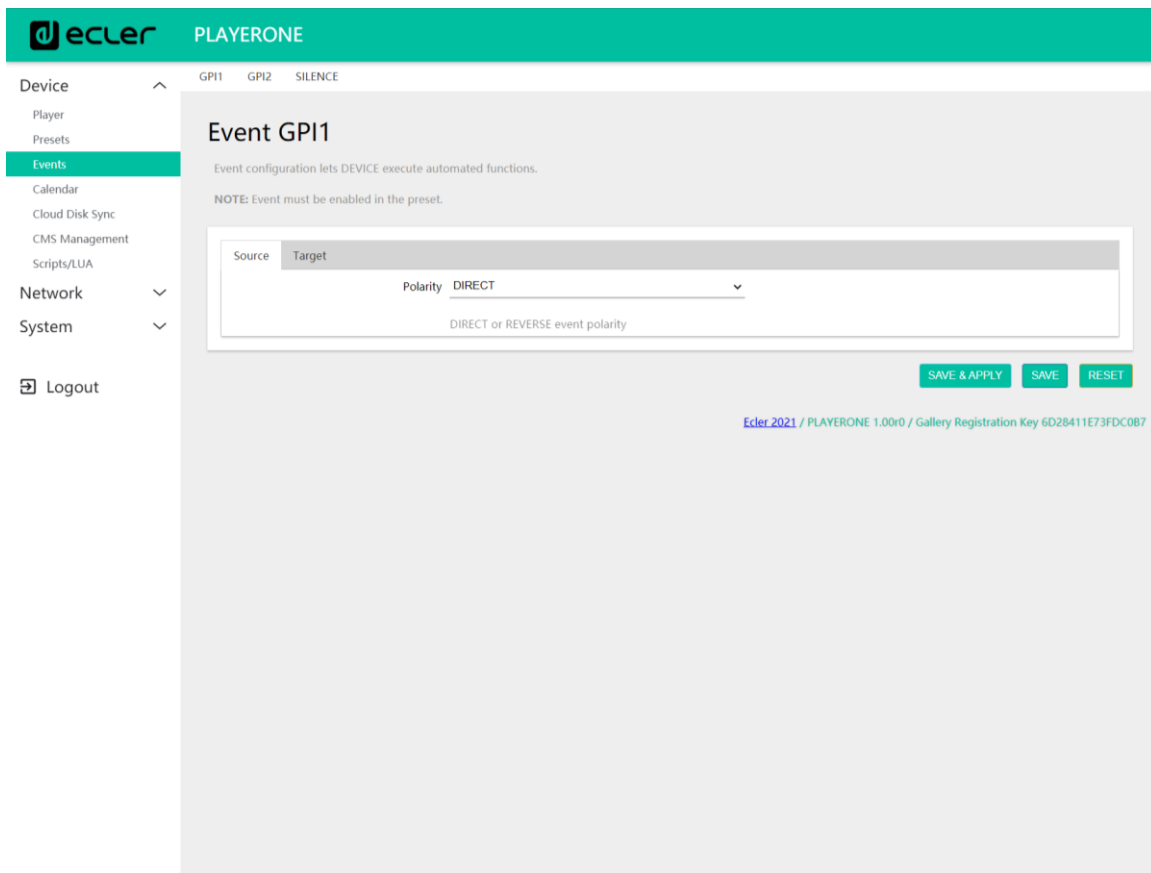 ecler PLAYERONE
Device
Player
Presets
Events
Calendar
Cloud Disk Sync
CMS Management
Scripts/LUA
Network
System
Logout
GPI1 GPI2 SILENCE
Event GPI1
Event configuration lets DEVICE execute automated functions.
NOTE: Event must be enabled in the preset.
Source Target
Polarity DIRECT
DIRECT or REVERSE event polarity
SAVE & APPLY SAVE RESET
Ecler 2021 / PLAYERONE 1.00r0 / Gallery Registration Key 6D28411E73FDC0B7